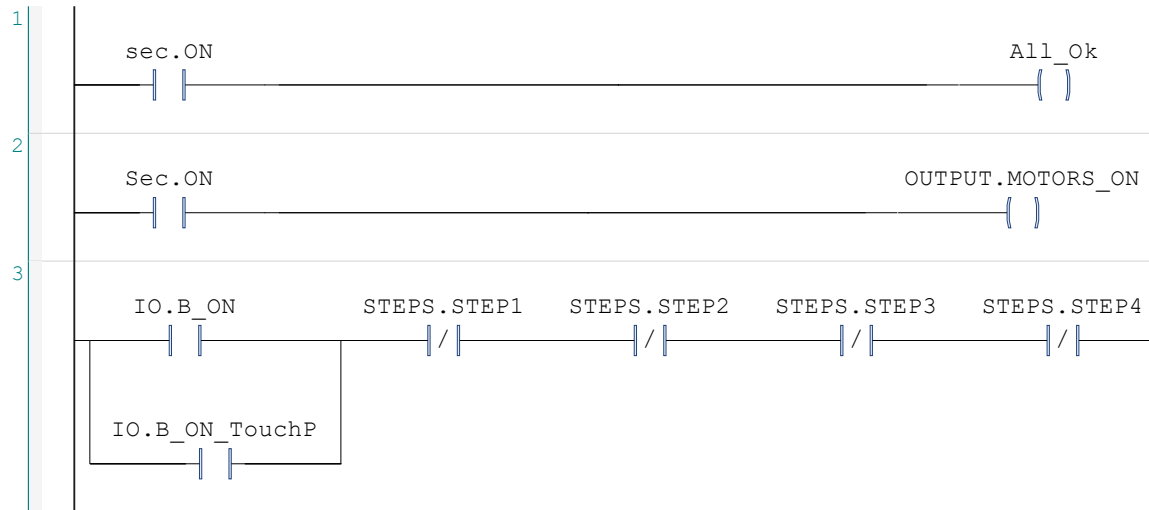 1
sec.ON All_Ok
2
Sec.ON OUTPUT.MOTORS_ON
3
IO.B_ON STEPS.STEP1 STEPS.STEP2 STEPS.STEP3 STEPS.STEP4
/ / / /
IO.B_ON_TouchP